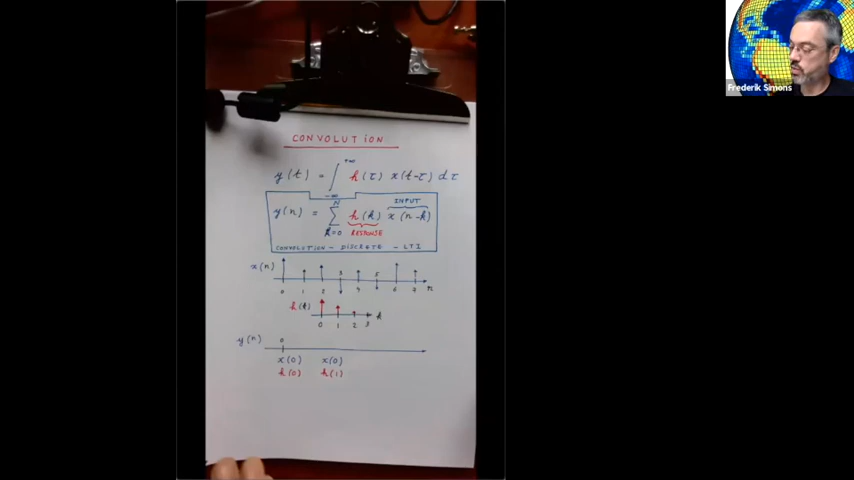 CONVOLUTION
y(t) = ∫ h(τ) x(t-τ) dτ
+∞
-∞
INPUT
y(n) = Σ h(k) x(n-k)
N
k=0 RESPONSE
CONVOLUTION - DISCRETE - LTI
x(n)
0 1 2 3 4 5 6 7 n
h(k)
0 1 2 3 k
y(n) 0
x(0) x(0)
h(0) h(1)
Frederik Simons